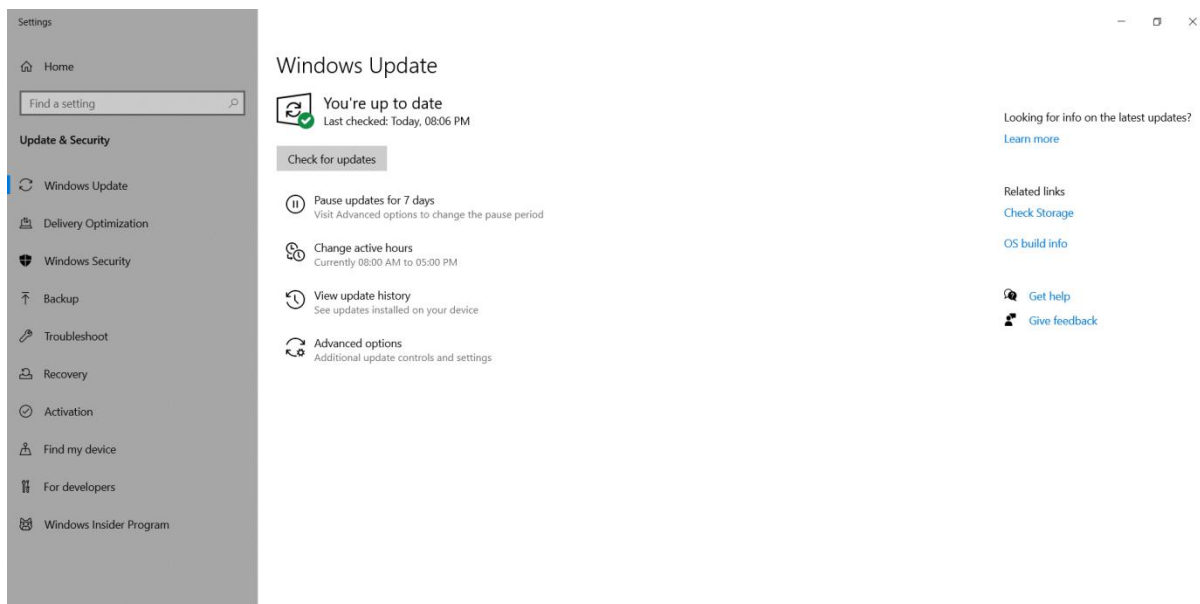 Settings
Home
Find a setting
Update & Security
Windows Update
Delivery Optimization
Windows Security
Backup
Troubleshoot
Recovery
Activation
Find my device
For developers
Windows Insider Program
Windows Update
You're up to date
Last checked: Today, 08:06 PM
Check for updates
Pause updates for 7 days
Visit Advanced options to change the pause period
Change active hours
Currently 08:00 AM to 05:00 PM
View update history
See updates installed on your device
Advanced options
Additional update controls and settings
Looking for info on the latest updates?
Learn more
Related links
Check Storage
OS build info
Get help
Give feedback